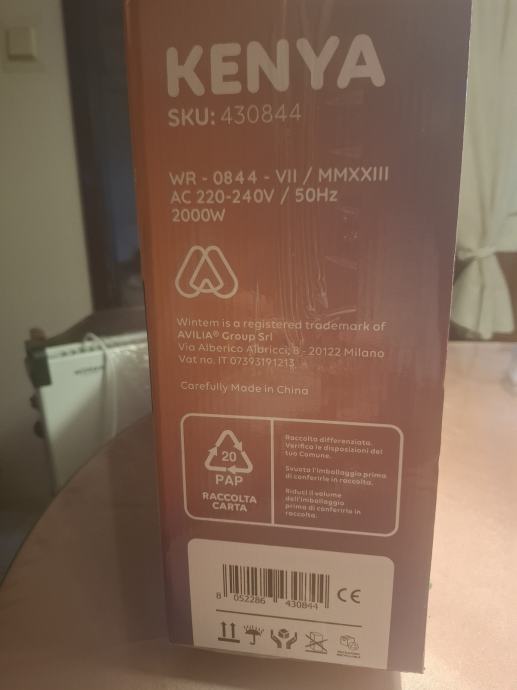 KENYA
SKU: 430844
WR - 0844 - VII / MMXXIII
AC 220-240V / 50Hz
2000W
Wintem is a registered trademark of
AVILIA® Group Srl
Via Alberico Albricci, 8 - 20122 Milano
Vat no. IT 07393191213
Carefully Made in China
20
PAP
RACCOLTA
CARTA
Raccolta differenziata.
Verifica le disposizioni del
tuo Comune.
Svuota l'imballaggio prima
di conferirlo in raccolta.
Riduci il volume
dell'imballaggio
prima di conferirlo in
raccolta.
8 052286 430844
CE